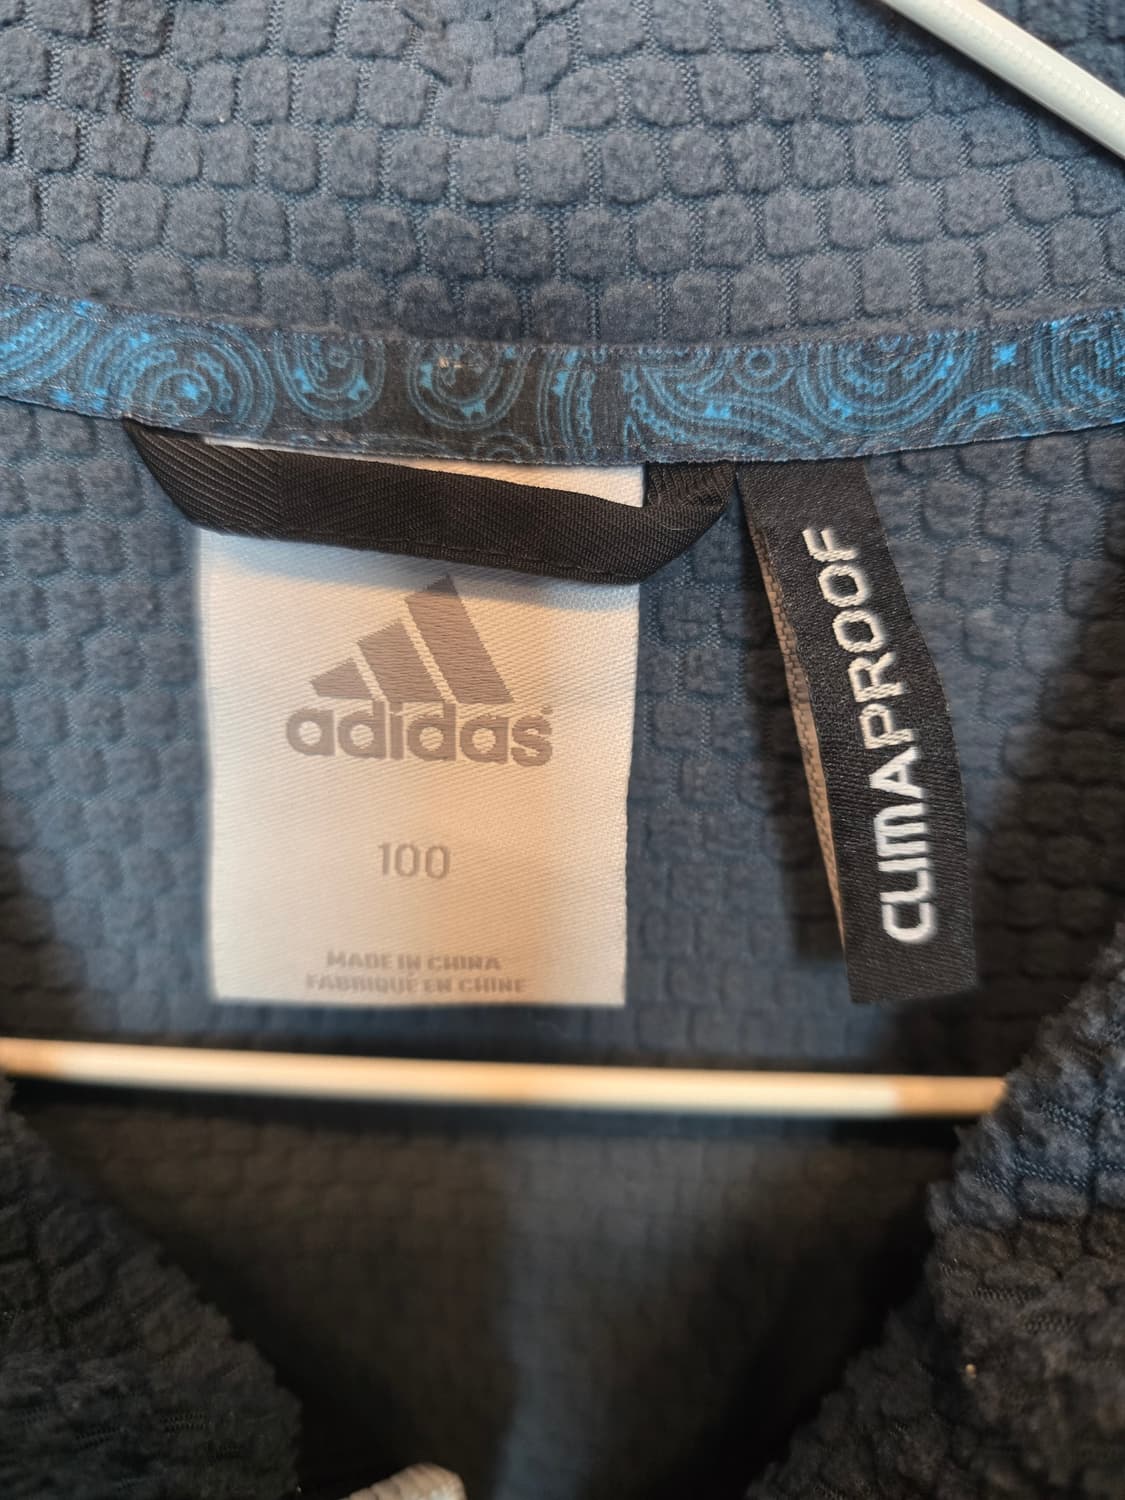 adidas
100
MADE IN CHINA
FABRIQUÉ EN CHINE
CLIMAPROOF